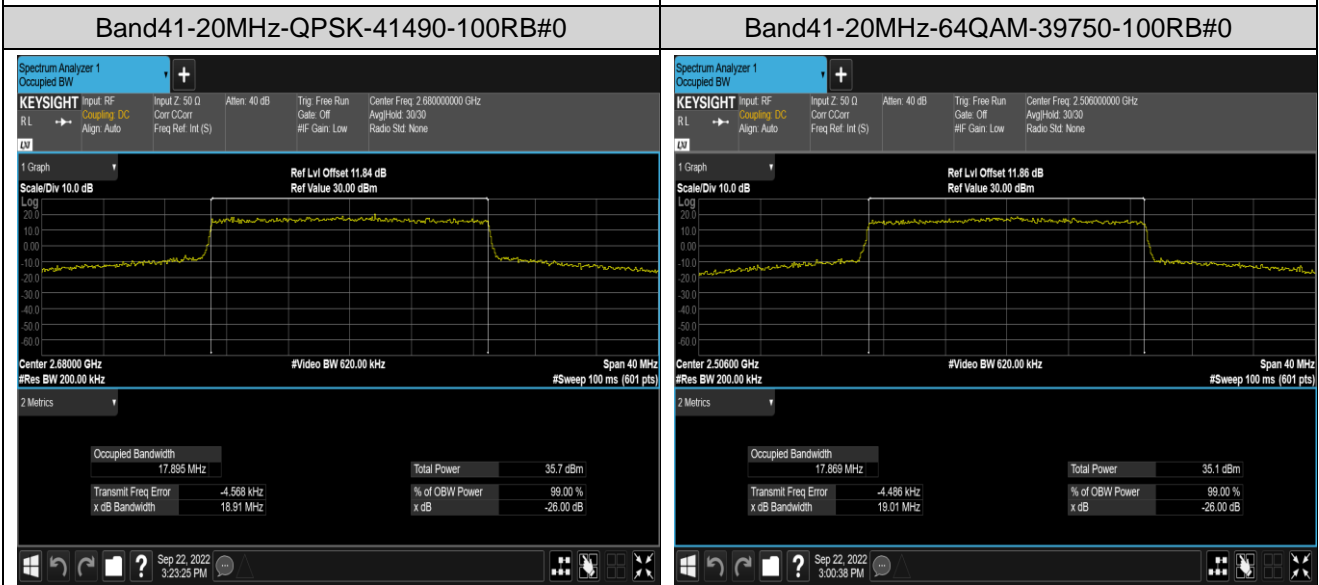 Band41-20MHz-QPSK-41490-100RB#0
Spectrum Analyzer 1
Occupied BW
+
KEYSIGHT
RL
LXI
Input: RF
Coupling: DC
Align: Auto
Input Z: 50 Ω
Corr CCorr
Freq Ref: Int (S)
Atten: 40 dB
Trig: Free Run
Gate: Off
#IF Gain: Low
Center Freq: 2.680000000 GHz
Avg|Hold: 30/30
Radio Std: None
1 Graph
Scale/Div 10.0 dB
Ref Lvl Offset 11.84 dB
Ref Value 30.00 dBm
Log
20.0
10.0
0.00
-10.0
-20.0
-30.0
-40.0
-50.0
-60.0
Center 2.68000 GHz
#Res BW 200.00 kHz
#Video BW 620.00 kHz
Span 40 MHz
#Sweep 100 ms (601 pts)
2 Metrics
Occupied Bandwidth
17.895 MHz
Total Power 35.7 dBm
Transmit Freq Error -4.568 kHz
% of OBW Power 99.00 %
x dB Bandwidth 18.91 MHz
x dB -26.00 dB
?
Sep 22, 2022
3:23:25 PM
Band41-20MHz-64QAM-39750-100RB#0
Spectrum Analyzer 1
Occupied BW
+
KEYSIGHT
RL
LXI
Input: RF
Coupling: DC
Align: Auto
Input Z: 50 Ω
Corr CCorr
Freq Ref: Int (S)
Atten: 40 dB
Trig: Free Run
Gate: Off
#IF Gain: Low
Center Freq: 2.506000000 GHz
Avg|Hold: 30/30
Radio Std: None
1 Graph
Scale/Div 10.0 dB
Ref Lvl Offset 11.86 dB
Ref Value 30.00 dBm
Log
20.0
10.0
0.00
-10.0
-20.0
-30.0
-40.0
-50.0
-60.0
Center 2.50600 GHz
#Res BW 200.00 kHz
#Video BW 620.00 kHz
Span 40 MHz
#Sweep 100 ms (601 pts)
2 Metrics
Occupied Bandwidth
17.869 MHz
Total Power 35.1 dBm
Transmit Freq Error -4.486 kHz
% of OBW Power 99.00 %
x dB Bandwidth 19.01 MHz
x dB -26.00 dB
?
Sep 22, 2022
3:00:38 PM